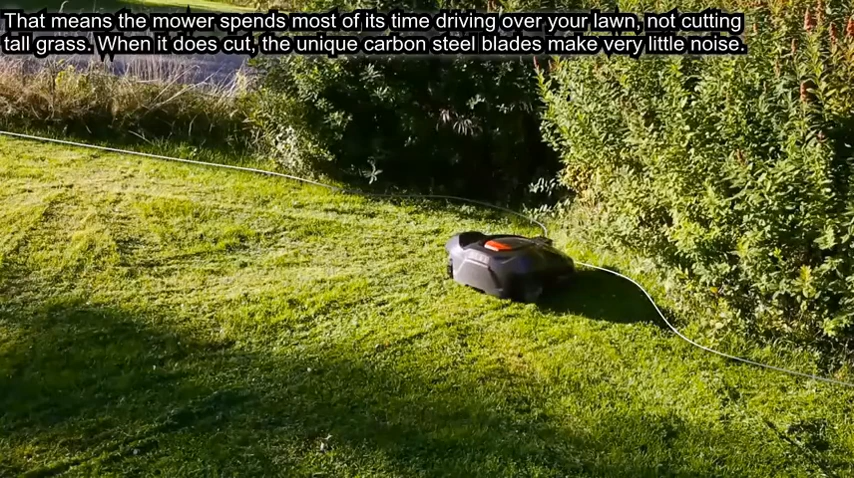 That means the mower spends most of its time driving over your lawn, not cutting
tall grass. When it does cut, the unique carbon steel blades make very little noise.